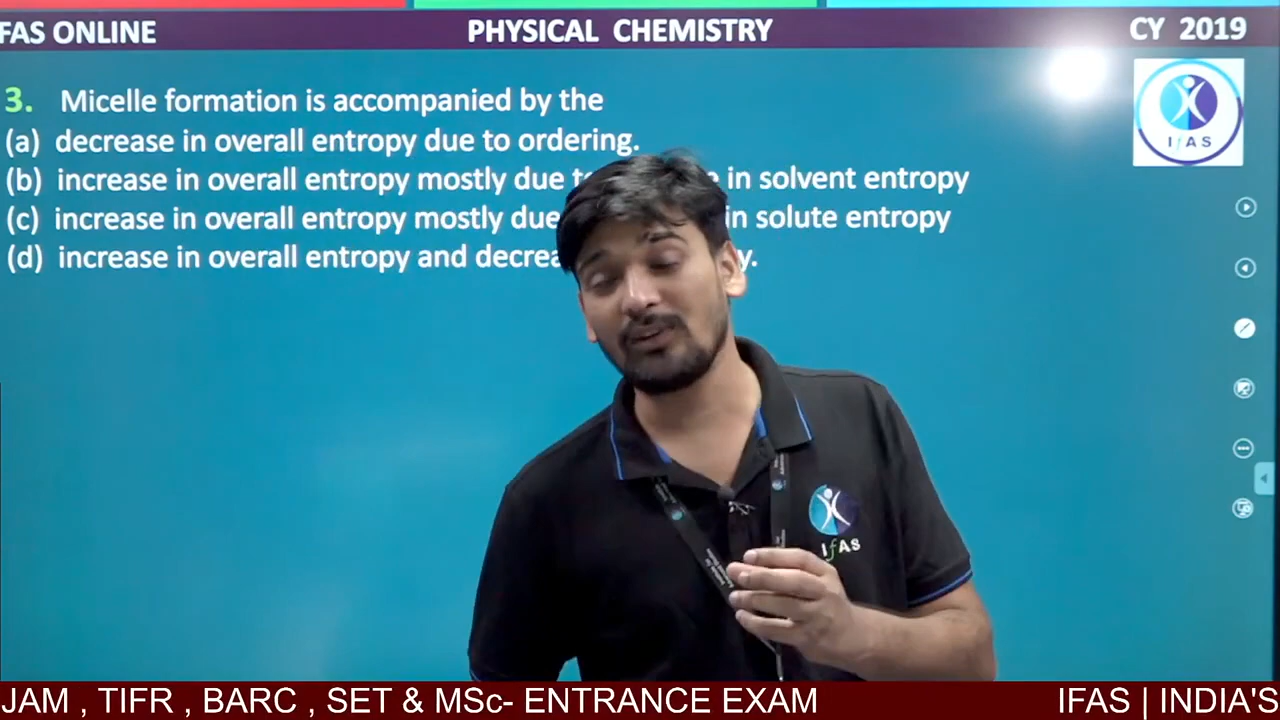 FAS ONLINE
PHYSICAL CHEMISTRY
CY 2019
IfAS
3. Micelle formation is accompanied by the
(a) decrease in overall entropy due to ordering.
(b) increase in overall entropy mostly due in solvent entropy
(c) increase in overall entropy mostly due in solute entropy
(d) increase in overall entropy and
IfAS
JAM , TIFR , BARC , SET & MSc- ENTRANCE EXAM
IFAS | INDIA'S